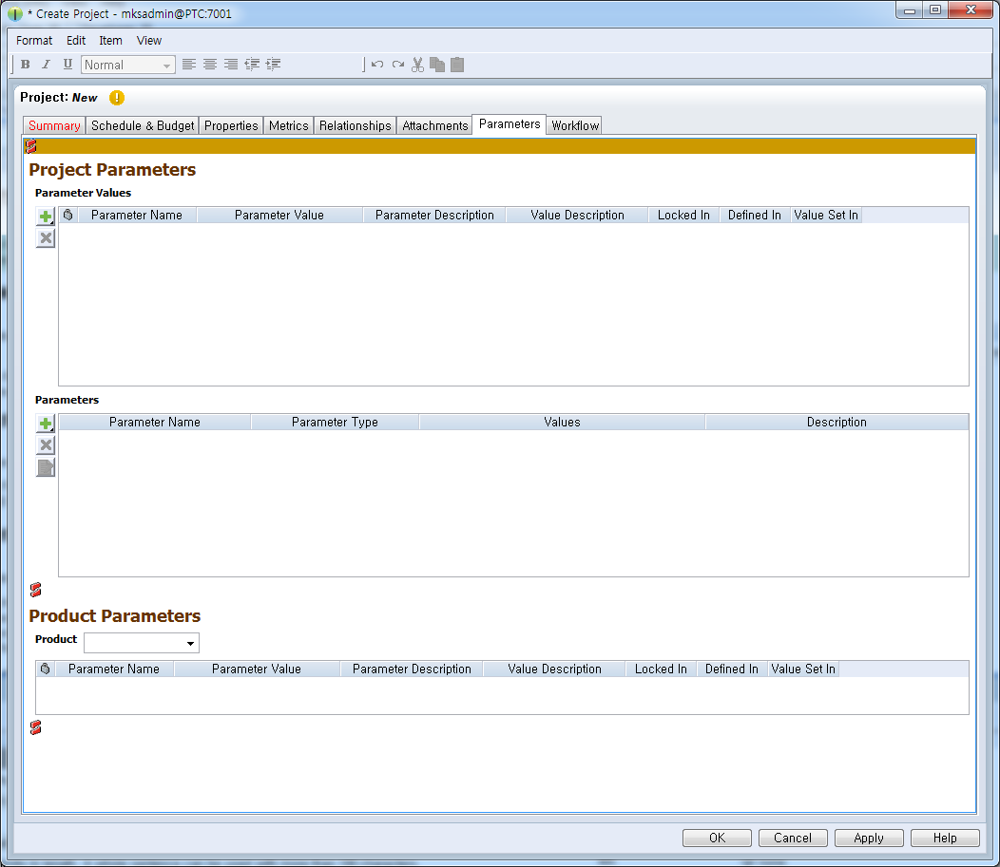 * Create Project - mksadmin@PTC:7001
Format Edit Item View
B I U Normal
Project: New
Summary Schedule & Budget Properties Metrics Relationships Attachments Parameters Workflow
Project Parameters
Parameter Values
Parameter Name Parameter Value Parameter Description Value Description Locked In Defined In Value Set In
Parameters
Parameter Name Parameter Type Values Description
Product Parameters
Product
Parameter Name Parameter Value Parameter Description Value Description Locked In Defined In Value Set In
OK Cancel Apply Help